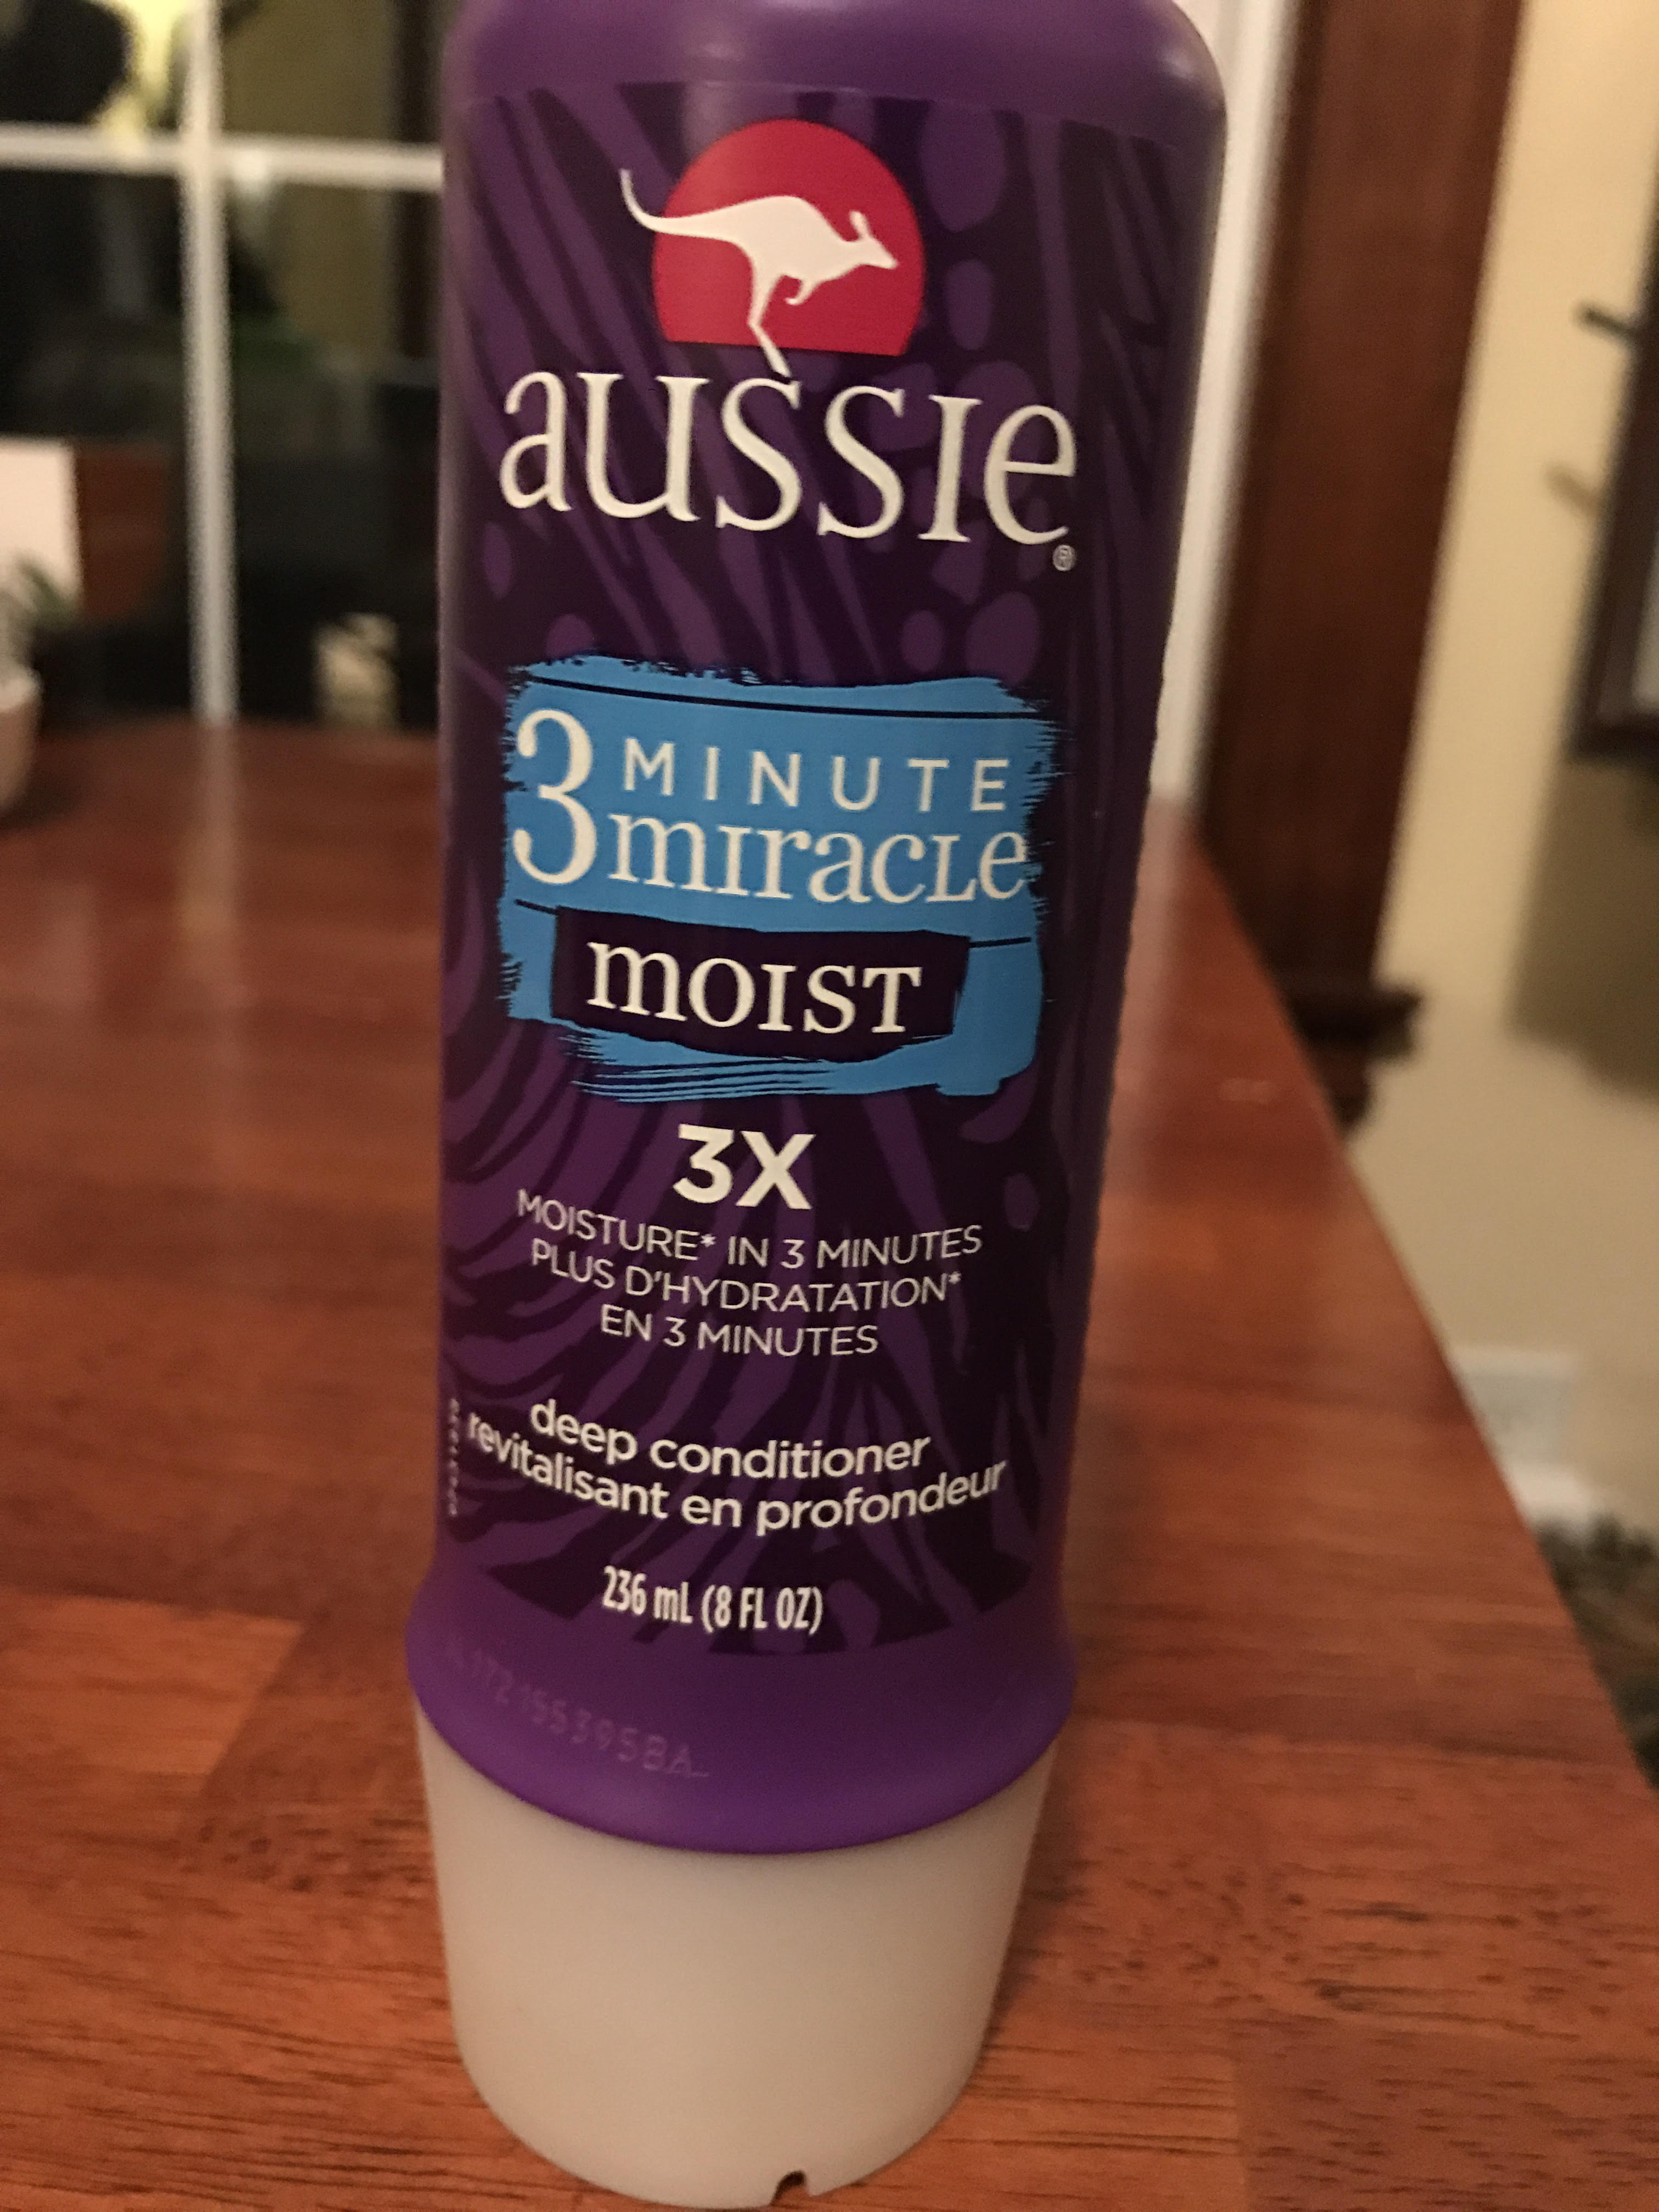 aussie
®
3 MINUTE
miracle
moist
3X
MOISTURE* IN 3 MINUTES
PLUS D'HYDRATATION*
EN 3 MINUTES
deep conditioner
revitalisant en profondeur
236 mL (8 FL OZ)